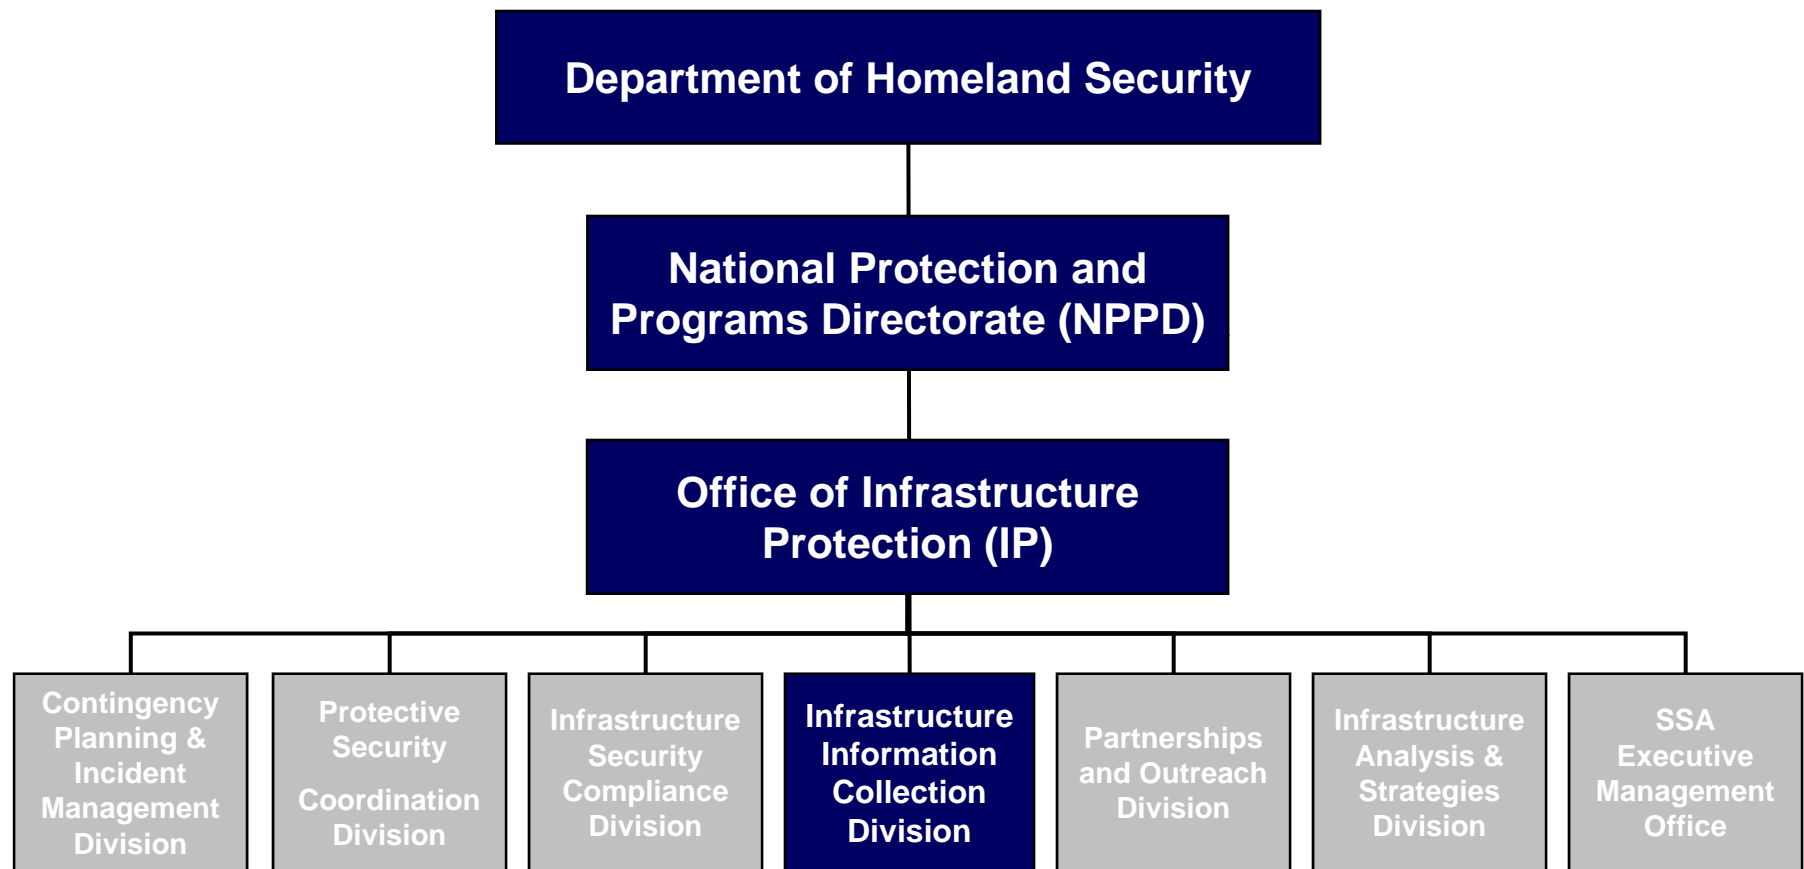 Department of Homeland Security
National Protection and
Programs Directorate (NPPD)
Office of Infrastructure
Protection (IP)
Contingency
Planning &
Incident
Management
Division
Protective
Security
Coordination
Division
Infrastructure
Security
Compliance
Division
Infrastructure
Information
Collection
Division
Partnerships
and Outreach
Division
Infrastructure
Analysis &
Strategies
Division
SSA
Executive
Management
Office